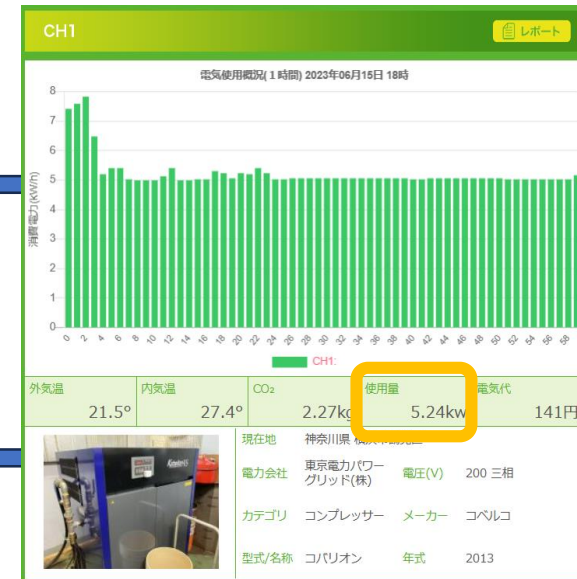 CH1
レポート
電気使用概況(１時間) 2023年06月15日 18時
消費電力(kW/h)
8
7
6
5
4
3
2
1
0
0 2 4 6 8 10 12 14 16 18 20 22 24 26 28 30 32 34 36 38 40 42 44 46 48 50 52 54 56 58
CH1:
外気温 内気温 CO₂ 使用量 電気代
21.5° 27.4° 2.27kg 5.24kw 141円
現在地 神奈川県
電力会社 東京電力パワーグリッド(株) 電圧(V) 200 三相
カテゴリ コンプレッサー メーカー コベルコ
型式/名称 コバリオン 年式 2013